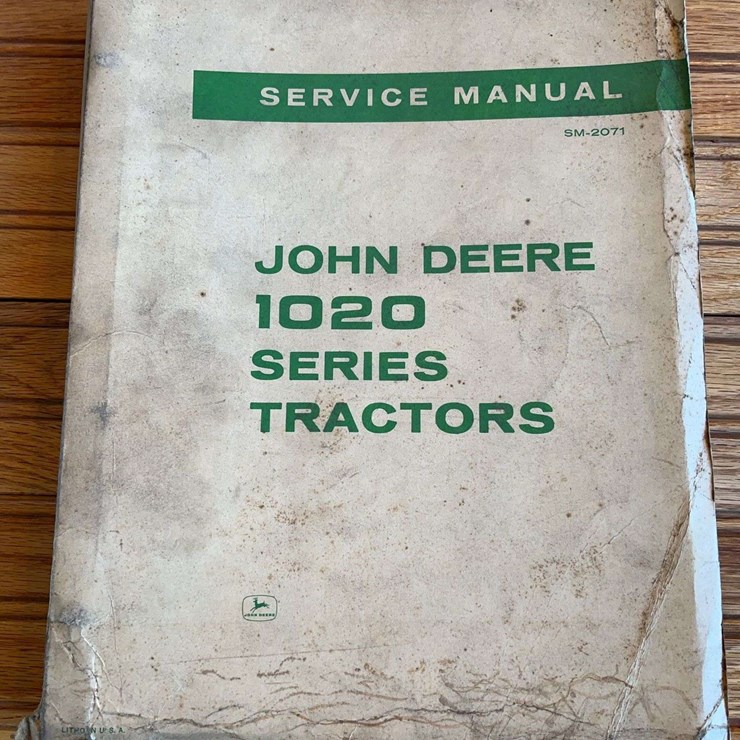 SERVICE MANUAL
SM-2071
JOHN DEERE
1020
SERIES
TRACTORS
JOHN DEERE
LITHO IN U.S.A.